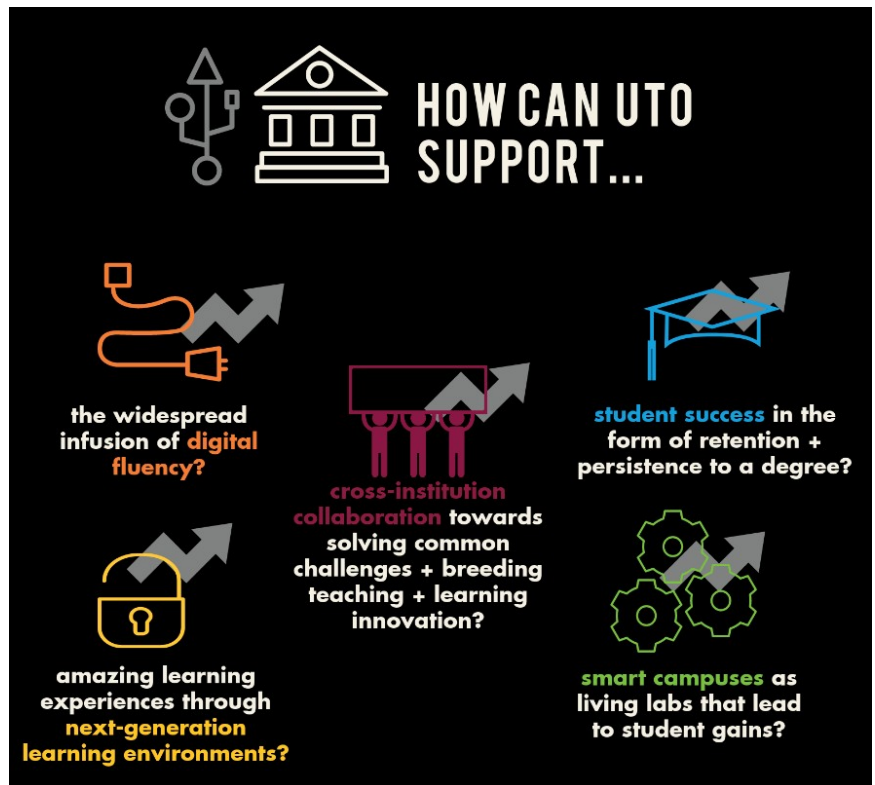 HOW CAN UTO
SUPPORT...
the widespread
infusion of digital
fluency?
cross-institution
collaboration towards
solving common
challenges + breeding
teaching + learning
innovation?
student success in the
form of retention +
persistence to a degree?
amazing learning
experiences through
next-generation
learning environments?
smart campuses as
living labs that lead
to student gains?